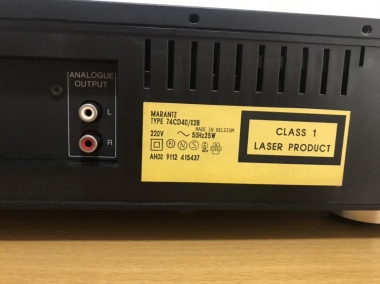 ANALOGUE
OUTPUT
L
R
MARANTZ
TYPE 74CD40/02B
MADE IN BELGIUM
220V ~ 50Hz25W
D N S
AH00 9112 415437
CLASS 1
LASER PRODUCT